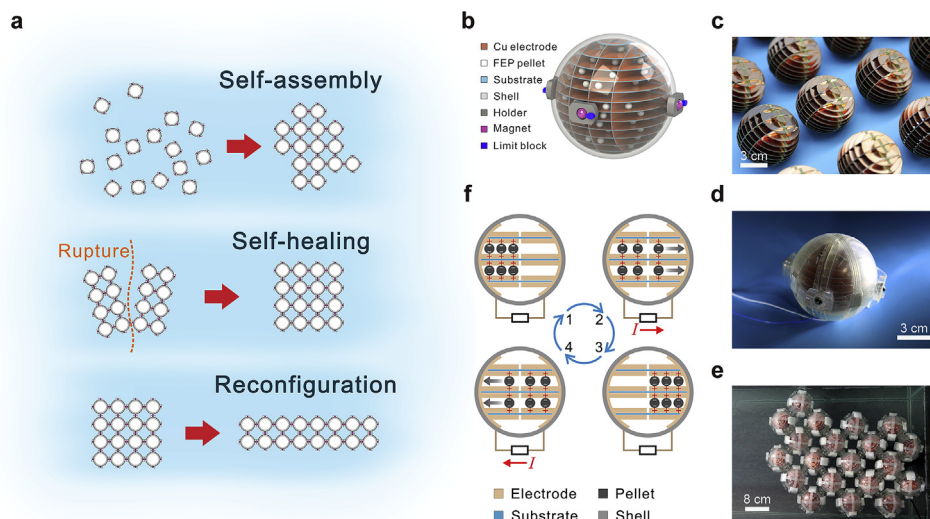 a
Self-assembly
Rupture
Self-healing
Reconfiguration
b
Cu electrode
FEP pellet
Substrate
Shell
Holder
Magnet
Limit block
c
3 cm
d
3 cm
e
8 cm
f
1 2
4 3
I
I
Electrode
Pellet
Substrate
Shell